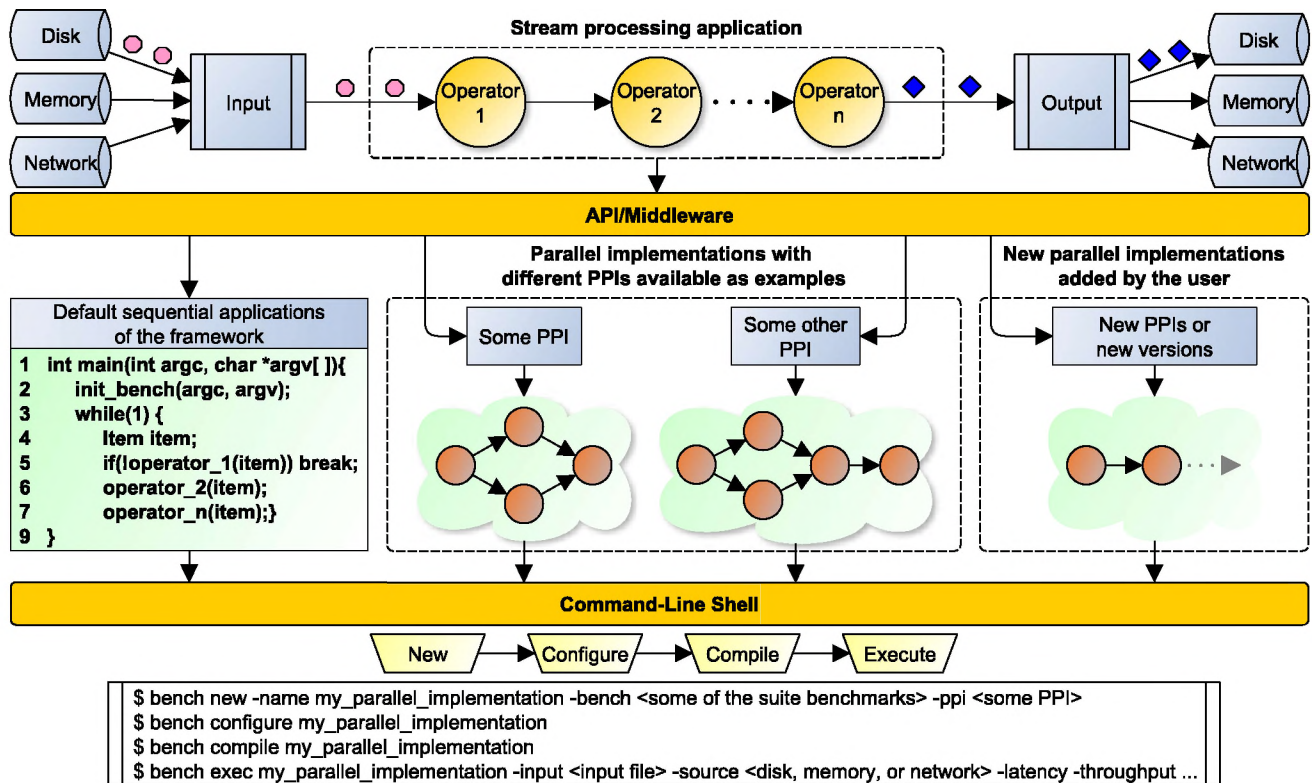 Stream processing application
Disk
Memory
Network
Input
Operator 1
Operator 2
Operator n
Output
Disk
Memory
Network
API/Middleware
Parallel implementations with
different PPIs available as examples
New parallel implementations
added by the user
Default sequential applications
of the framework
1 int main(int argc, char *argv[ ]){
2 init_bench(argc, argv);
3 while(1) {
4 Item item;
5 if(!operator_1(item)) break;
6 operator_2(item);
7 operator_n(item);}
9 }
Some PPI
Some other
PPI
New PPIs or
new versions
Command-Line Shell
New
Configure
Compile
Execute
$ bench new -name my_parallel_implementation -bench <some of the suite benchmarks> -ppi <some PPI>
$ bench configure my_parallel_implementation
$ bench compile my_parallel_implementation
$ bench exec my_parallel_implementation -input <input file> -source <disk, memory, or network> -latency -throughput ...